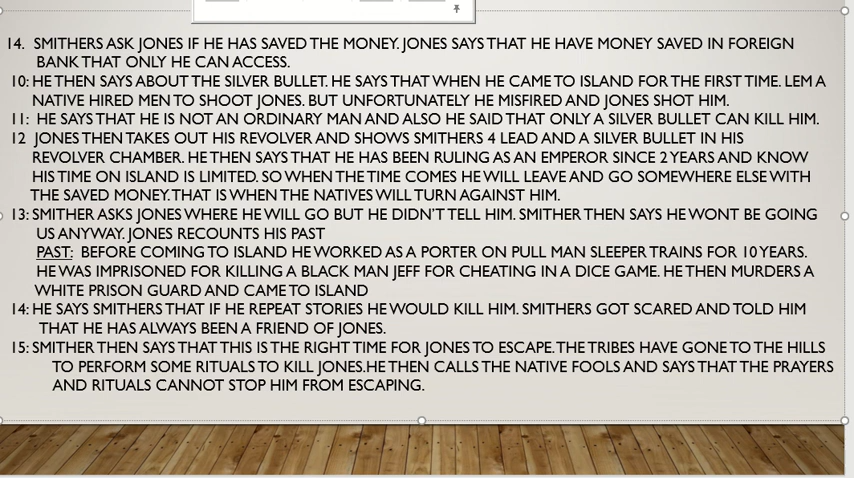 14. SMITHERS ASK JONES IF HE HAS SAVED THE MONEY. JONES SAYS THAT HE HAVE MONEY SAVED IN FOREIGN
BANK THAT ONLY HE CAN ACCESS.
10: HE THEN SAYS ABOUT THE SILVER BULLET. HE SAYS THAT WHEN HE CAME TO ISLAND FOR THE FIRST TIME. LEM A
NATIVE HIRED MEN TO SHOOT JONES. BUT UNFORTUNATELY HE MISFIRED AND JONES SHOT HIM.
11: HE SAYS THAT HE IS NOT AN ORDINARY MAN AND ALSO HE SAID THAT ONLY A SILVER BULLET CAN KILL HIM.
12 JONES THEN TAKES OUT HIS REVOLVER AND SHOWS SMITHERS 4 LEAD AND A SILVER BULLET IN HIS
REVOLVER CHAMBER. HE THEN SAYS THAT HE HAS BEEN RULING AS AN EMPEROR SINCE 2 YEARS AND KNOW
HIS TIME ON ISLAND IS LIMITED. SO WHEN THE TIME COMES HE WILL LEAVE AND GO SOMEWHERE ELSE WITH
THE SAVED MONEY. THAT IS WHEN THE NATIVES WILL TURN AGAINST HIM.
13: SMITHER ASKS JONES WHERE HE WILL GO BUT HE DIDN'T TELL HIM. SMITHER THEN SAYS HE WONT BE GOING
US ANYWAY. JONES RECOUNTS HIS PAST
PAST: BEFORE COMING TO ISLAND HE WORKED AS A PORTER ON PULL MAN SLEEPER TRAINS FOR 10 YEARS.
HE WAS IMPRISONED FOR KILLING A BLACK MAN JEFF FOR CHEATING IN A DICE GAME. HE THEN MURDERS A
WHITE PRISON GUARD AND CAME TO ISLAND
14: HE SAYS SMITHERS THAT IF HE REPEAT STORIES HE WOULD KILL HIM. SMITHERS GOT SCARED AND TOLD HIM
THAT HE HAS ALWAYS BEEN A FRIEND OF JONES.
15: SMITHER THEN SAYS THAT THIS IS THE RIGHT TIME FOR JONES TO ESCAPE. THE TRIBES HAVE GONE TO THE HILLS
TO PERFORM SOME RITUALS TO KILL JONES.HE THEN CALLS THE NATIVE FOOLS AND SAYS THAT THE PRAYERS
AND RITUALS CANNOT STOP HIM FROM ESCAPING.